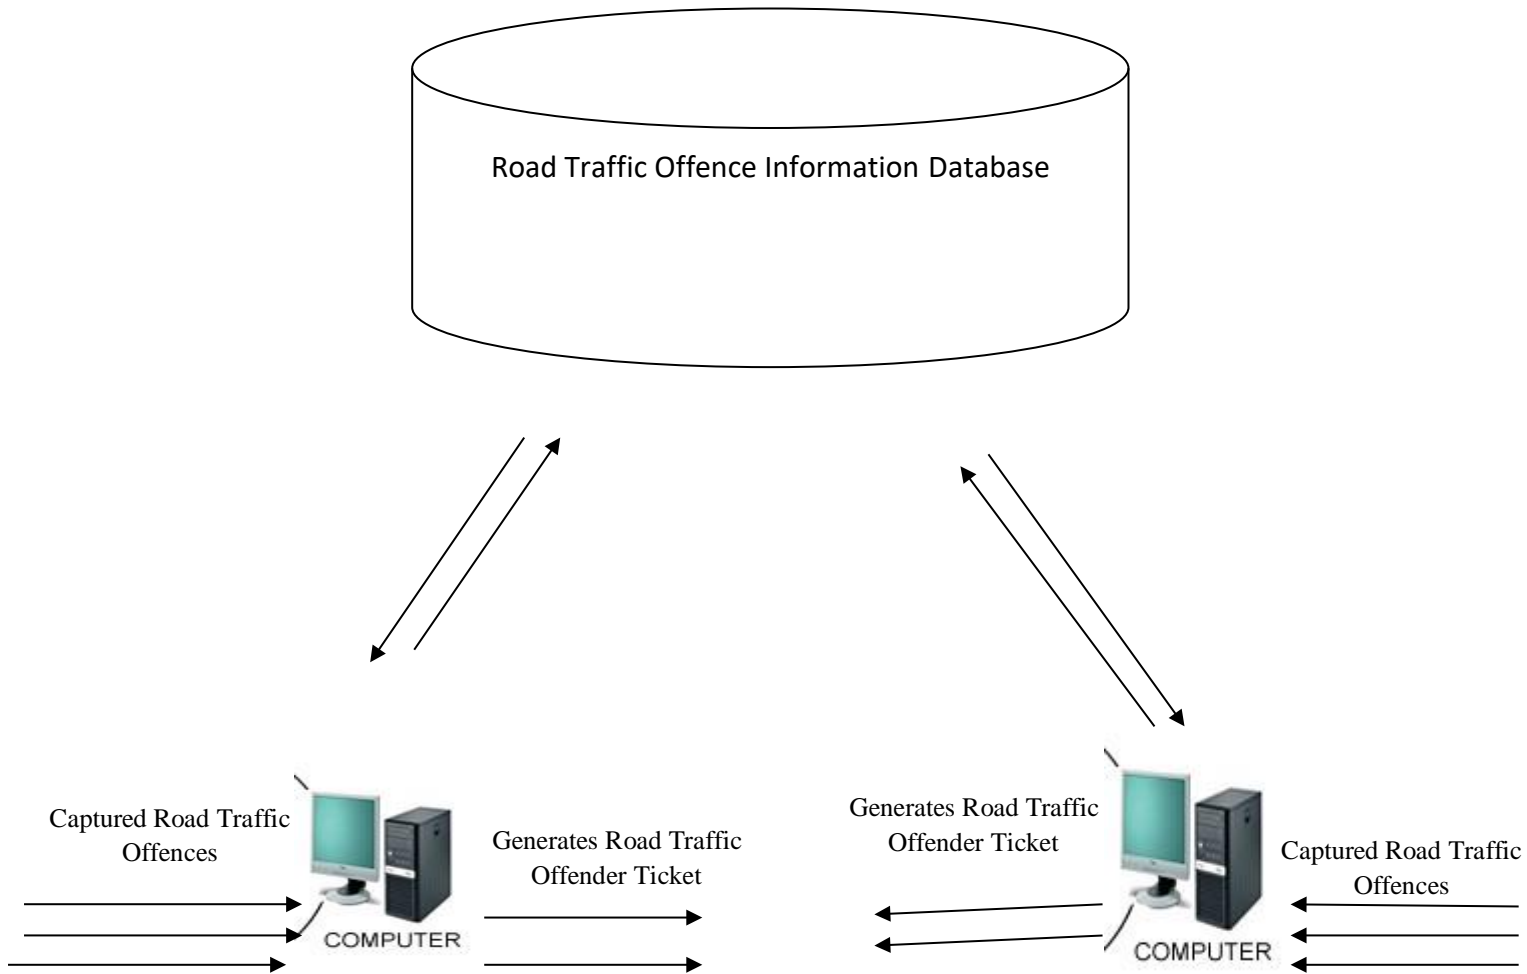 Road Traffic Offence Information Database
Captured Road Traffic
Offences
COMPUTER
Generates Road Traffic
Offender Ticket
Generates Road Traffic
Offender Ticket
COMPUTER
Captured Road Traffic
Offences